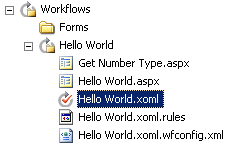 Workflows
Forms
Hello World
Get Number Type.aspx
Hello World.aspx
Hello World.xoml
Hello World.xoml.rules
Hello World.xoml.wfconfig.xml